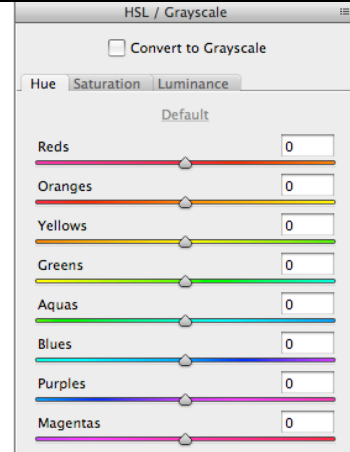 HSL / Grayscale
Convert to Grayscale
Hue Saturation Luminance
Default
Reds 0
Oranges 0
Yellows 0
Greens 0
Aquas 0
Blues 0
Purples 0
Magentas 0